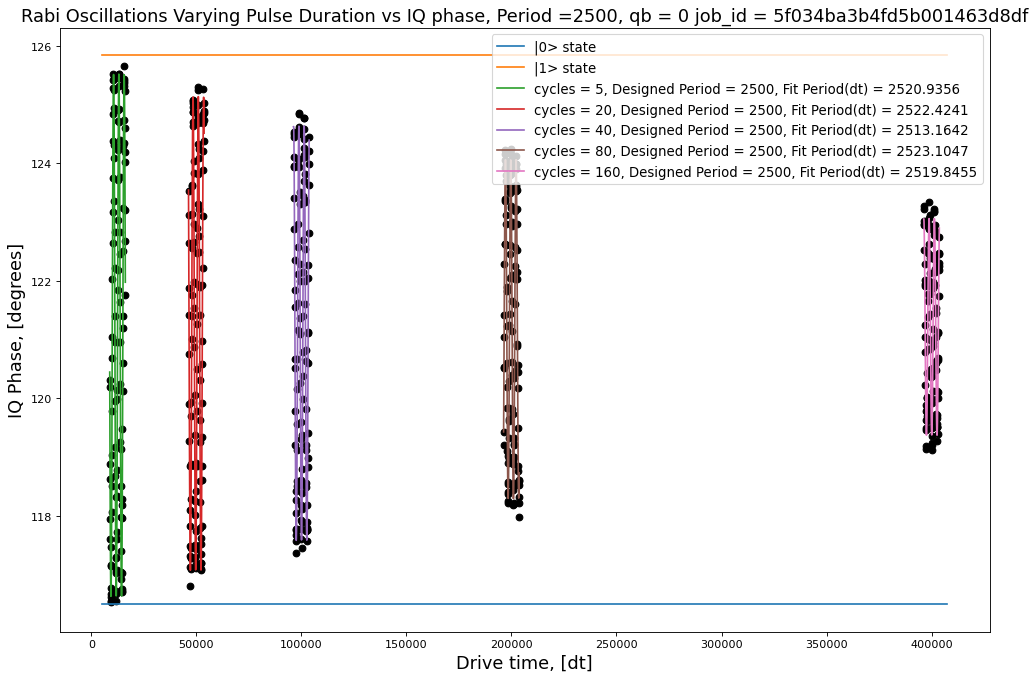 Rabi Oscillations Varying Pulse Duration vs IQ phase, Period =2500, qb = 0 job_id = 5f034ba3b4fd5b001463d8df
|0> state
|1> state
cycles = 5, Designed Period = 2500, Fit Period(dt) = 2520.9356
cycles = 20, Designed Period = 2500, Fit Period(dt) = 2522.4241
cycles = 40, Designed Period = 2500, Fit Period(dt) = 2513.1642
cycles = 80, Designed Period = 2500, Fit Period(dt) = 2523.1047
cycles = 160, Designed Period = 2500, Fit Period(dt) = 2519.8455
IQ Phase, [degrees]
126
124
122
120
118
0 50000 100000 150000 200000 250000 300000 350000 400000
Drive time, [dt]